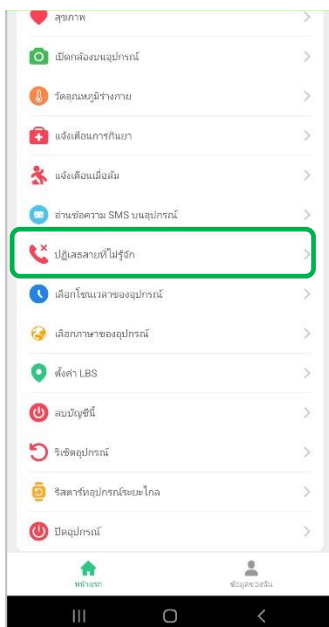 สุขภาพ
เปิดกล้องบนอุปกรณ์
วัดอุณหภูมิร่างกาย
แจ้งเตือนการกินยา
แจ้งเตือนเมื่อล้ม
อ่านข้อความ SMS บนอุปกรณ์
ปฏิเสธสายที่ไม่รู้จัก
เลือกโซนเวลาของอุปกรณ์
เลือกภาษาของอุปกรณ์
ตั้งค่า LBS
ลบบัญชีนี้
รีเซ็ตอุปกรณ์
รีสตาร์ทอุปกรณ์ระยะไกล
ปิดอุปกรณ์
หน้าแรก
ข้อมูลของฉัน